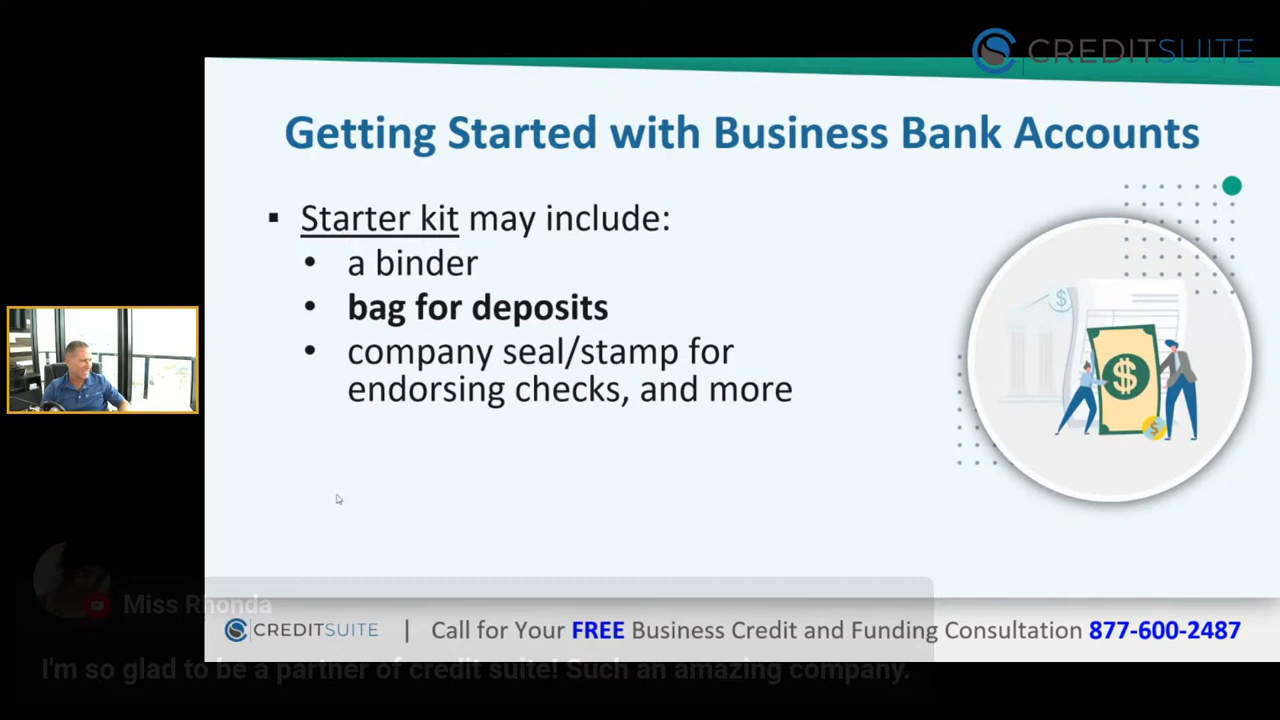 CREDITSUITE
Getting Started with Business Bank Accounts
▪ Starter kit may include:
• a binder
• bag for deposits
• company seal/stamp for
endorsing checks, and more
Miss Rhonda
CREDITSUITE | Call for Your FREE Business Credit and Funding Consultation 877-600-2487
I'm so glad to be a partner of credit suite! Such an amazing company.